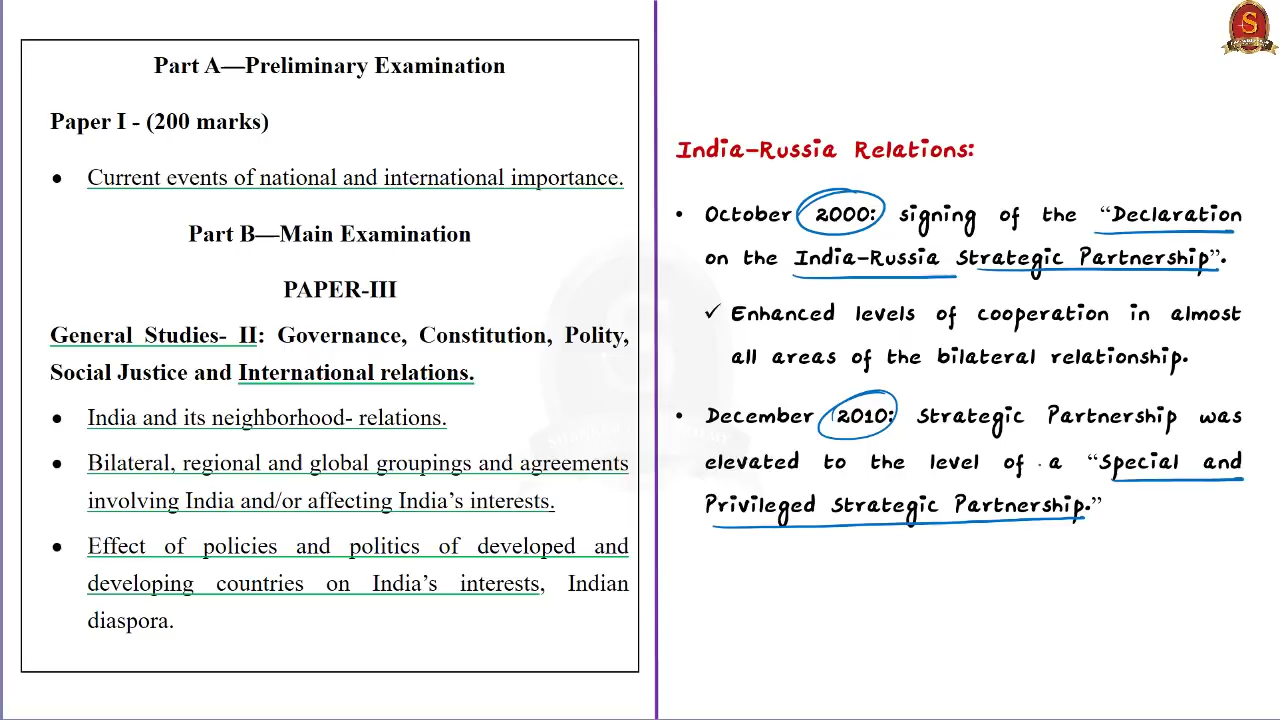 Part A—Preliminary Examination
Paper I - (200 marks)
• Current events of national and international importance.
Part B—Main Examination
PAPER-III
General Studies- II: Governance, Constitution, Polity,
Social Justice and International relations.
• India and its neighborhood- relations.
• Bilateral, regional and global groupings and agreements
involving India and/or affecting India's interests.
• Effect of policies and politics of developed and
developing countries on India's interests, Indian
diaspora.
India-Russia Relations:
• October 2000: signing of the “Declaration
on the India-Russia Strategic Partnership”.
✓ Enhanced levels of cooperation in almost
all areas of the bilateral relationship.
• December 2010: Strategic Partnership was
elevated to the level of a “Special and
Privileged Strategic Partnership.”
S